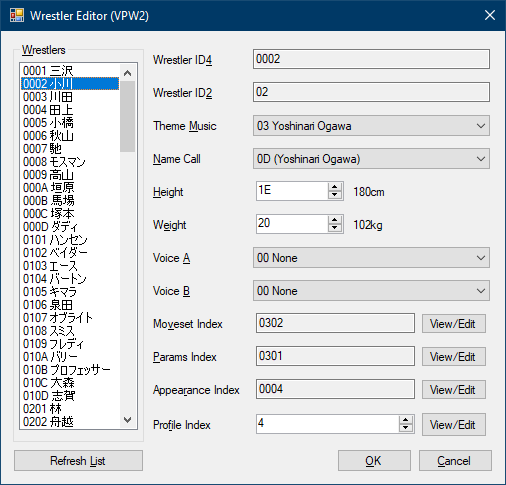 Wrestler Editor (VPW2)
Wrestlers
0001 三沢
0002 小川
0003 川田
0004 田上
0005 小橋
0006 秋山
0007 馳
0008 モスマン
0009 高山
000A 垣原
000B 馬場
000C 塚本
000D ダディ
0101 ハンセン
0102 ベイダー
0103 エース
0104 バートン
0105 キマラ
0106 泉田
0107 オブライト
0108 スミス
0109 フレディ
010A バリー
010B プロフェッサー
010C 大森
010D 志賀
0201 林
0202 舟越
Refresh List
Wrestler ID4 0002
Wrestler ID2 02
Theme Music 03 Yoshinari Ogawa
Name Call 0D (Yoshinari Ogawa)
Height 1E 180cm
Weight 20 102kg
Voice A 00 None
Voice B 00 None
Moveset Index 0302 View/Edit
Params Index 0301 View/Edit
Appearance Index 0004 View/Edit
Profile Index 4 View/Edit
OK Cancel